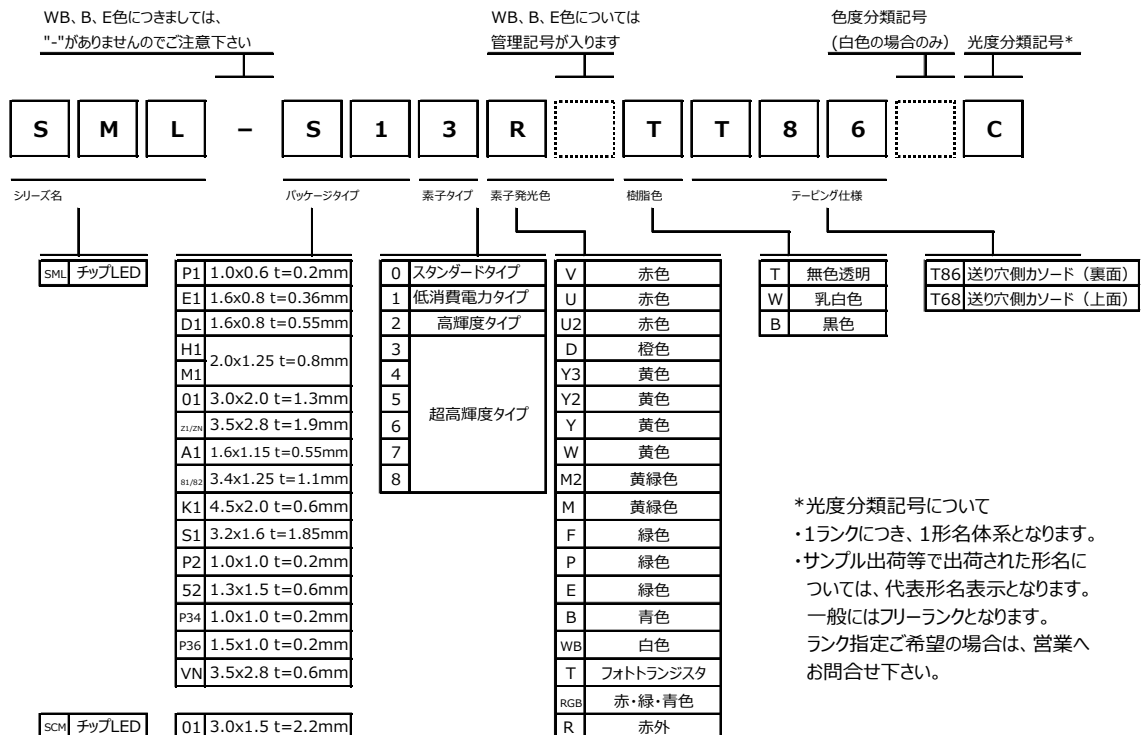 WB、B、E色につきましては、
"-"がありませんのでご注意下さい
WB、B、E色については
管理記号が入ります
色度分類記号
(白色の場合のみ)
光度分類記号*
S M L - S 1 3 R T T 8 6 C
シリーズ名
パッケージタイプ
素子タイプ
素子発光色
樹脂色
テーピング仕様
SML チップLED
P1 1.0x0.6 t=0.2mm
E1 1.6x0.8 t=0.36mm
D1 1.6x0.8 t=0.55mm
H1
M1
2.0x1.25 t=0.8mm
01 3.0x2.0 t=1.3mm
Z1/ZN 3.5x2.8 t=1.9mm
A1 1.6x1.15 t=0.55mm
81/82 3.4x1.25 t=1.1mm
K1 4.5x2.0 t=0.6mm
S1 3.2x1.6 t=1.85mm
P2 1.0x1.0 t=0.2mm
52 1.3x1.5 t=0.6mm
P34 1.0x1.0 t=0.2mm
P36 1.5x1.0 t=0.2mm
VN 3.5x2.8 t=0.6mm
SCM チップLED
01 3.0x1.5 t=2.2mm
0 スタンダードタイプ
1 低消費電力タイプ
2 高輝度タイプ
3
4
5
6
7
8
超高輝度タイプ
V 赤色
U 赤色
U2 赤色
D 橙色
Y3 黄色
Y2 黄色
Y 黄色
W 黄色
M2 黄緑色
M 黄緑色
F 緑色
P 緑色
E 緑色
B 青色
WB 白色
T フォトトランジスタ
RGB 赤・緑・青色
R 赤外
T 無色透明
W 乳白色
B 黒色
T86 送り穴側カソード（裏面）
T68 送り穴側カソード（上面）
*光度分類記号について
・1ランクにつき、1形名体系となります。
・サンプル出荷等で出荷された形名に
ついては、代表形名表示となります。
一般にはフリーランクとなります。
ランク指定ご希望の場合は、営業へ
お問合せ下さい。